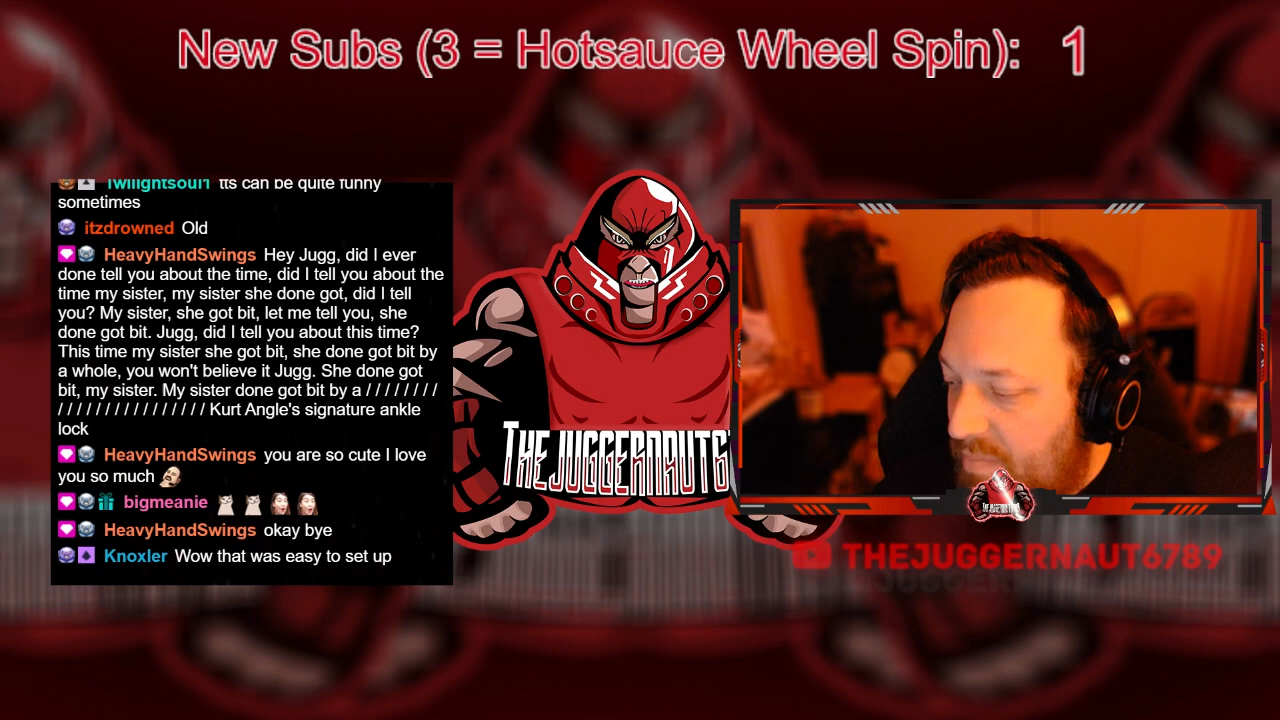 New Subs (3 = Hotsauce Wheel Spin): 1
Twilightsoul1 tts can be quite funny
sometimes
itzdrowned Old
HeavyHandSwings Hey Jugg, did I ever
done tell you about the time, did I tell you about the
time my sister, my sister she done got, did I tell
you? My sister, she got bit, let me tell you, she
done got bit. Jugg, did I tell you about this time?
This time my sister she got bit, she done got bit by
a whole, you won't believe it Jugg. She done got
bit, my sister. My sister done got bit by a / / / / / / / /
/ / / / / / / / / / / / / / / / Kurt Angle's signature ankle
lock
HeavyHandSwings you are so cute I love
you so much
bigmeanie
HeavyHandSwings okay bye
Knoxler Wow that was easy to set up
THEJUGGERNAUT6
THEJUGGERNAUT6789